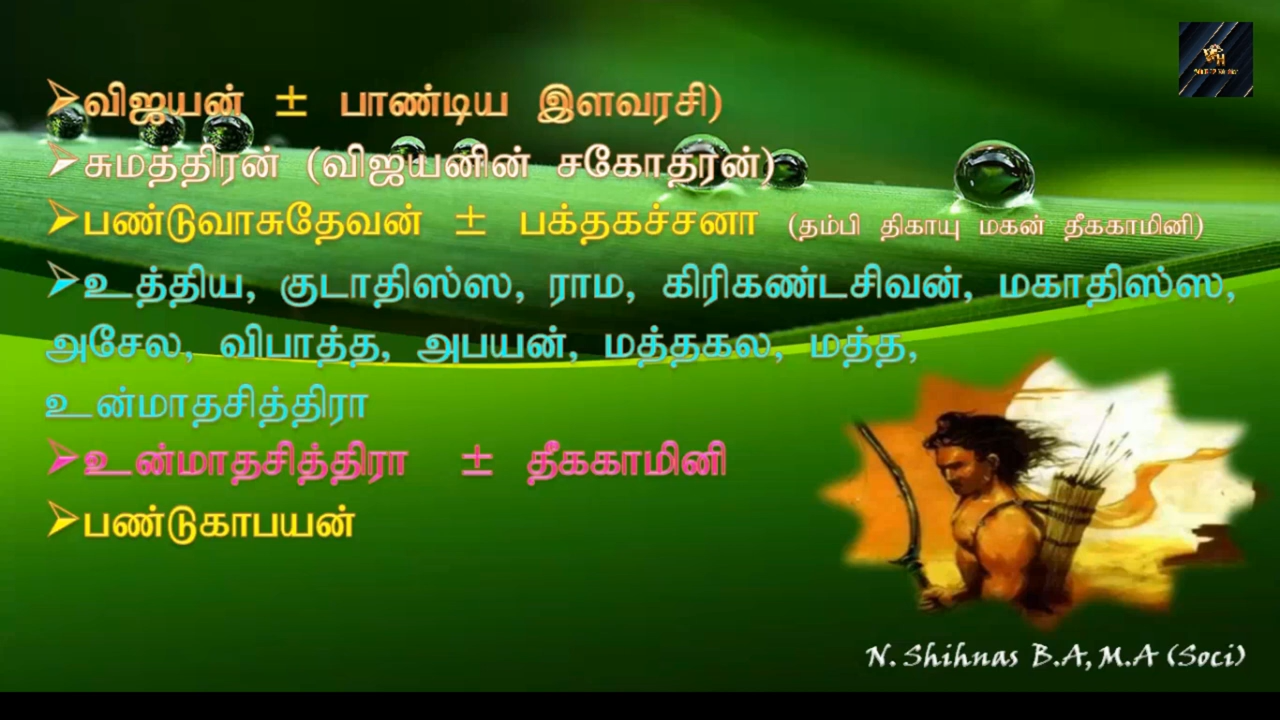 ➢விஜயன் ± பாண்டிய இளவரசி)
➢சுமத்திரன் (விஜயனின் சகோதரன்)
➢பண்டுவாசுதேவன் ± பக்தகச்சனா (தம்பி திகாயு மகன் தீககாமினி)
➢உத்திய, குடாதிஸ்ஸ, ராம, கிரிகண்டசிவன், மகாதிஸ்ஸ,
அசேல, விபாத்த, அபயன், மத்தகல, மத்த,
உன்மாதசித்திரா
➢உன்மாதசித்திரா ± தீககாமினி
➢பண்டுகாபயன்
N. Shihnas B.A, M.A (Soci)